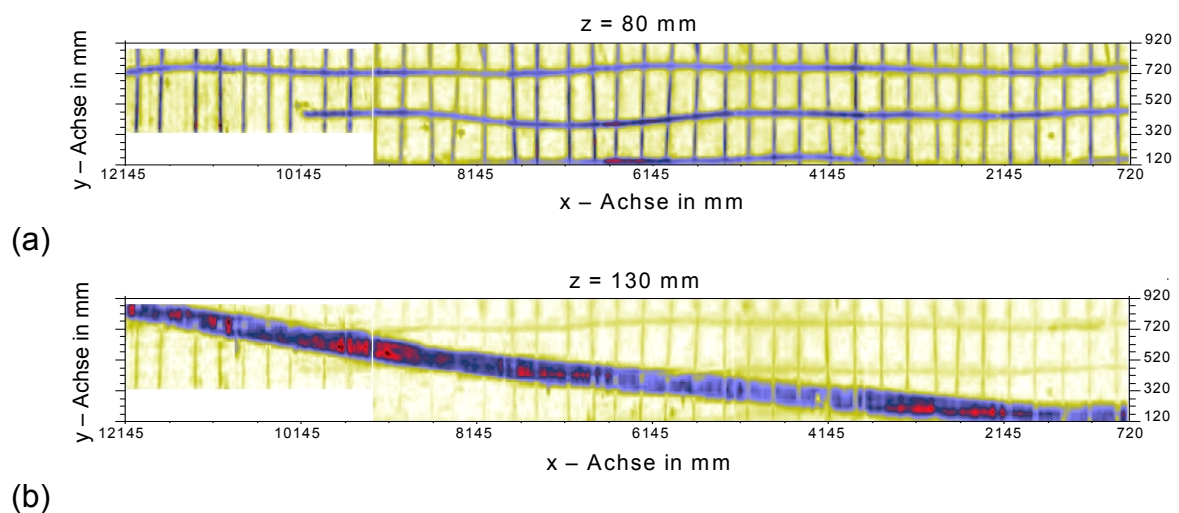 z = 80 mm
920
720
520
320
120
y – Achse in mm
12145 10145 8145 6145 4145 2145 720
x – Achse in mm
(a)
z = 130 mm
920
720
520
320
120
y – Achse in mm
12145 10145 8145 6145 4145 2145 720
x – Achse in mm
(b)